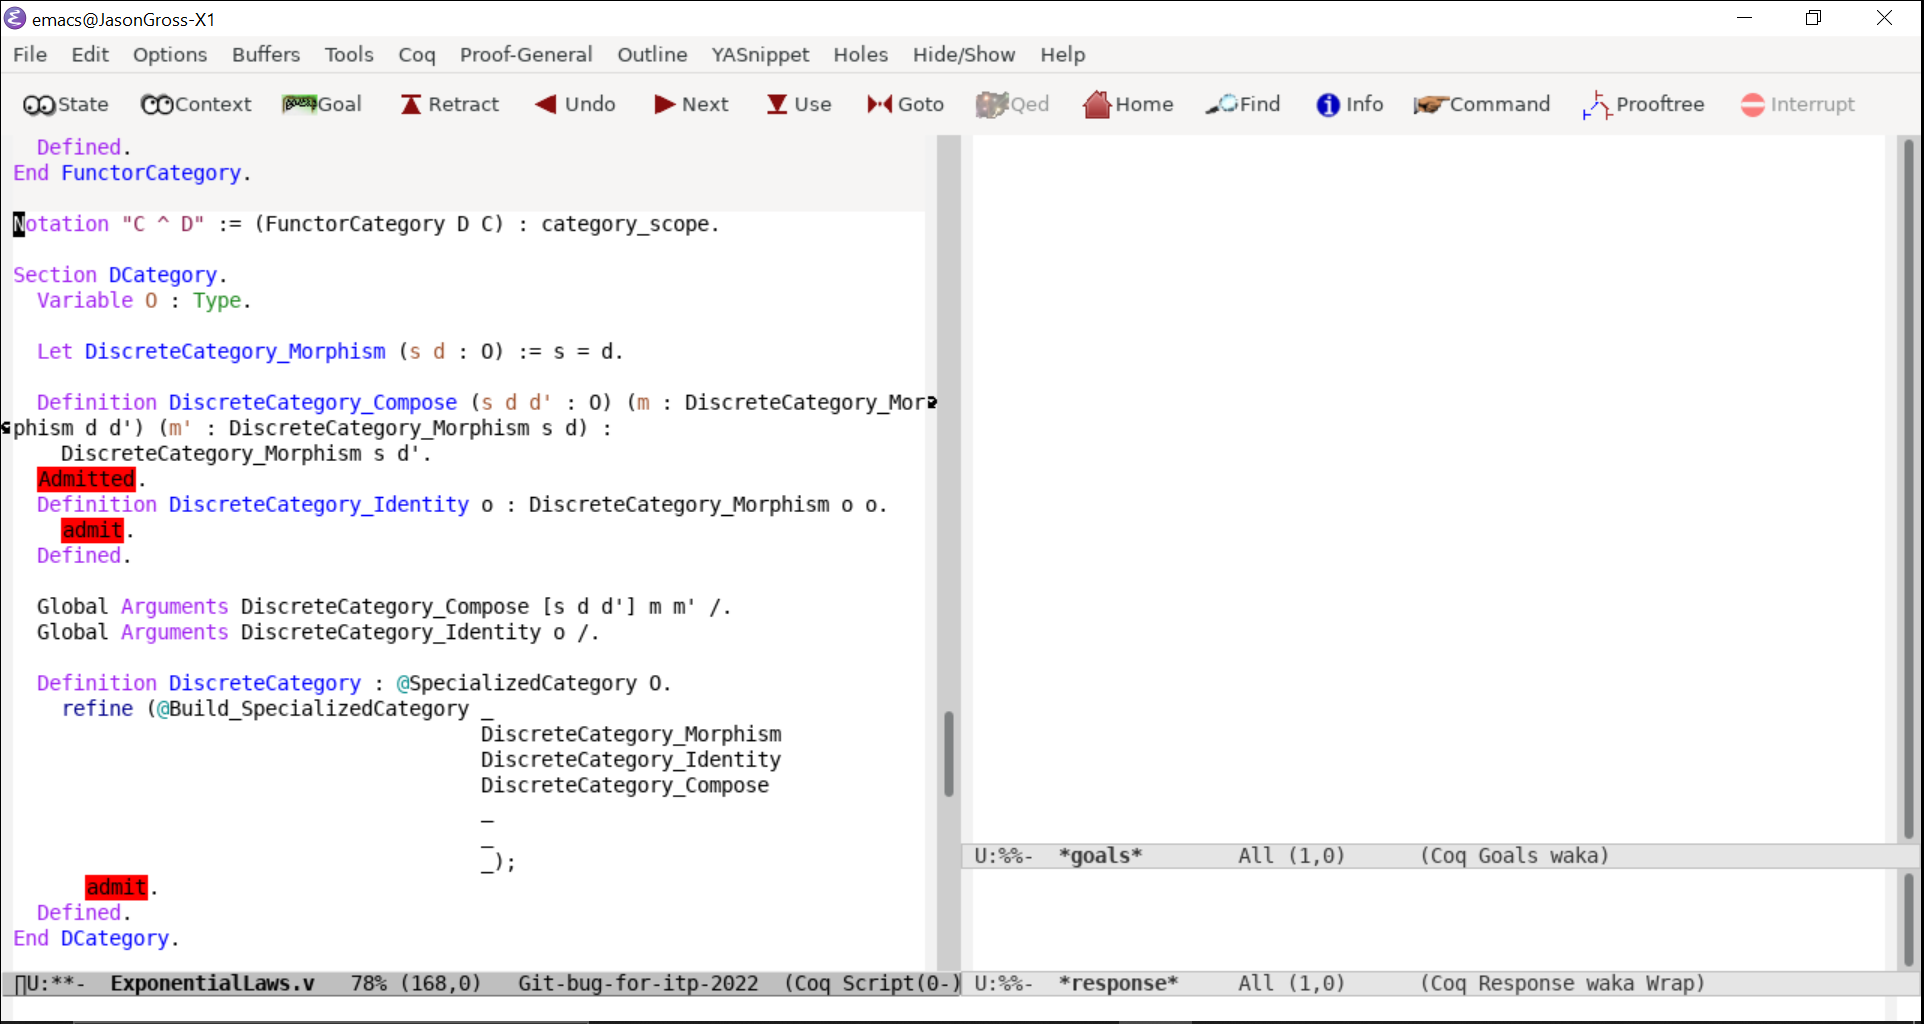 emacs@JasonGross-X1
File Edit Options Buffers Tools Coq Proof-General Outline YASnippet Holes Hide/Show Help
State Context Goal Retract Undo Next Use Goto Qed Home Find Info Command Prooftree Interrupt
  Defined.
End FunctorCategory.
Notation "C ^ D" := (FunctorCategory D C) : category_scope.
Section DCategory.
  Variable O : Type.
  Let DiscreteCategory_Morphism (s d : O) := s = d.
  Definition DiscreteCategory_Compose (s d d' : O) (m : DiscreteCategory_Mor
phism d d') (m' : DiscreteCategory_Morphism s d) :
    DiscreteCategory_Morphism s d'.
  Admitted.
  Definition DiscreteCategory_Identity o : DiscreteCategory_Morphism o o.
    admit.
  Defined.
  Global Arguments DiscreteCategory_Compose [s d d'] m m' /.
  Global Arguments DiscreteCategory_Identity o /.
  Definition DiscreteCategory : @SpecializedCategory O.
    refine (@Build_SpecializedCategory _
                                       DiscreteCategory_Morphism
                                       DiscreteCategory_Identity
                                       DiscreteCategory_Compose
                                       _
                                       _
                                       _);
      admit.
  Defined.
End DCategory.
U:**-  ExponentialLaws.v   78% (168,0)   Git-bug-for-itp-2022  (Coq Script(0-)
U:%%-  *goals*        All (1,0)      (Coq Goals waka)
U:%%-  *response*     All (1,0)      (Coq Response waka Wrap)